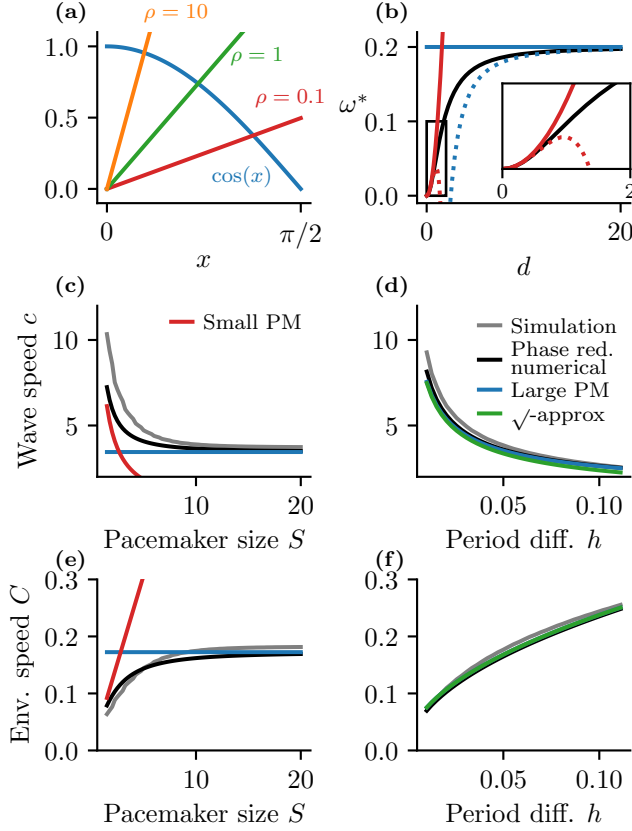 (a)
ρ = 10
1.0
ρ = 1
0.5
ρ = 0.1
cos(x)
0.0
0
π/2
x
(b)
0.2
ω*
0.1
0.0
0
2
0
20
d
(c)
Small PM
10
5
Wave speed c
10
20
Pacemaker size S
(d)
Simulation
Phase red.
numerical
Large PM
√-approx
10
5
0.05
0.10
Period diff. h
(e)
0.3
0.2
0.1
0.0
Env. speed C
10
20
Pacemaker size S
(f)
0.3
0.2
0.1
0.0
0.05
0.10
Period diff. h